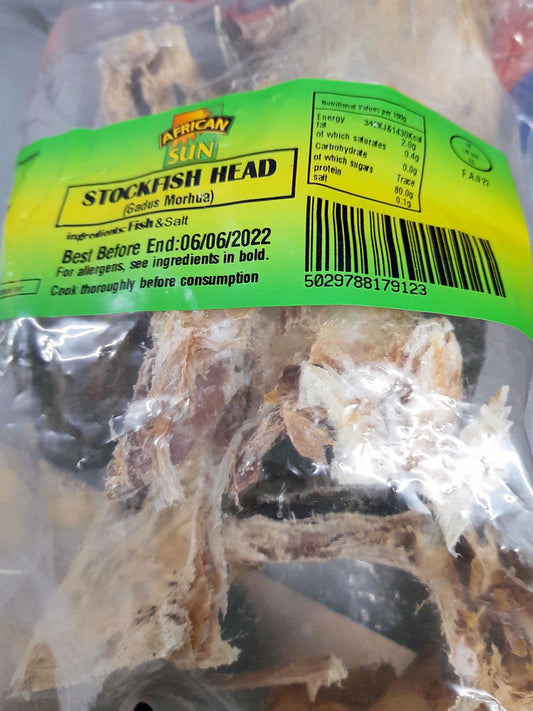 AFRICAN
SUN
STOCKFISH HEAD
(Gadus Morhua)
ingredients: Fish & Salt
Best Before End:06/06/2022
For allergens, see ingredients in bold.
Cook thoroughly before consumption
Nutritional Values per 100g
Energy
fat 2.0g
of which saturates 0.4g
Carbohydrate 0.0g
of which sugars Trace
protein 80.0g
salt 0.1g
5029788179123